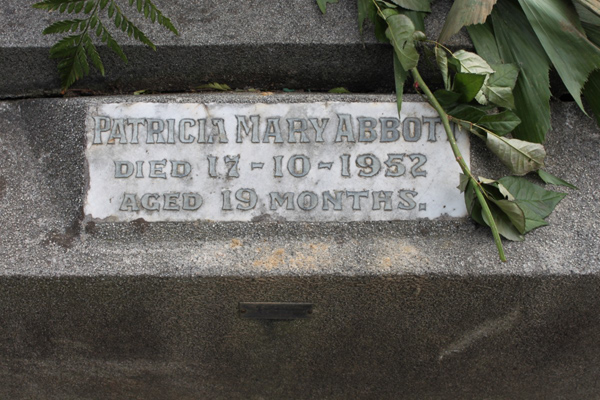 PATRICIA MARY ABBOTT
DIED 17-10-1952
AGED 19 MONTHS.